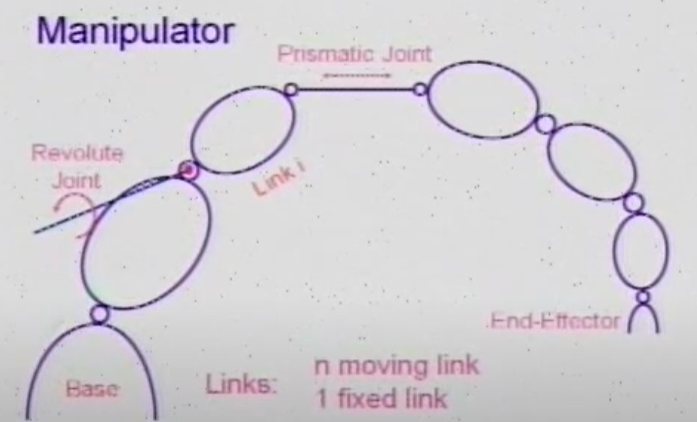 Manipulator
Prismatic Joint
Revolute
Joint
Link i
End-Effector
Base
Links:
n moving link
1 fixed link